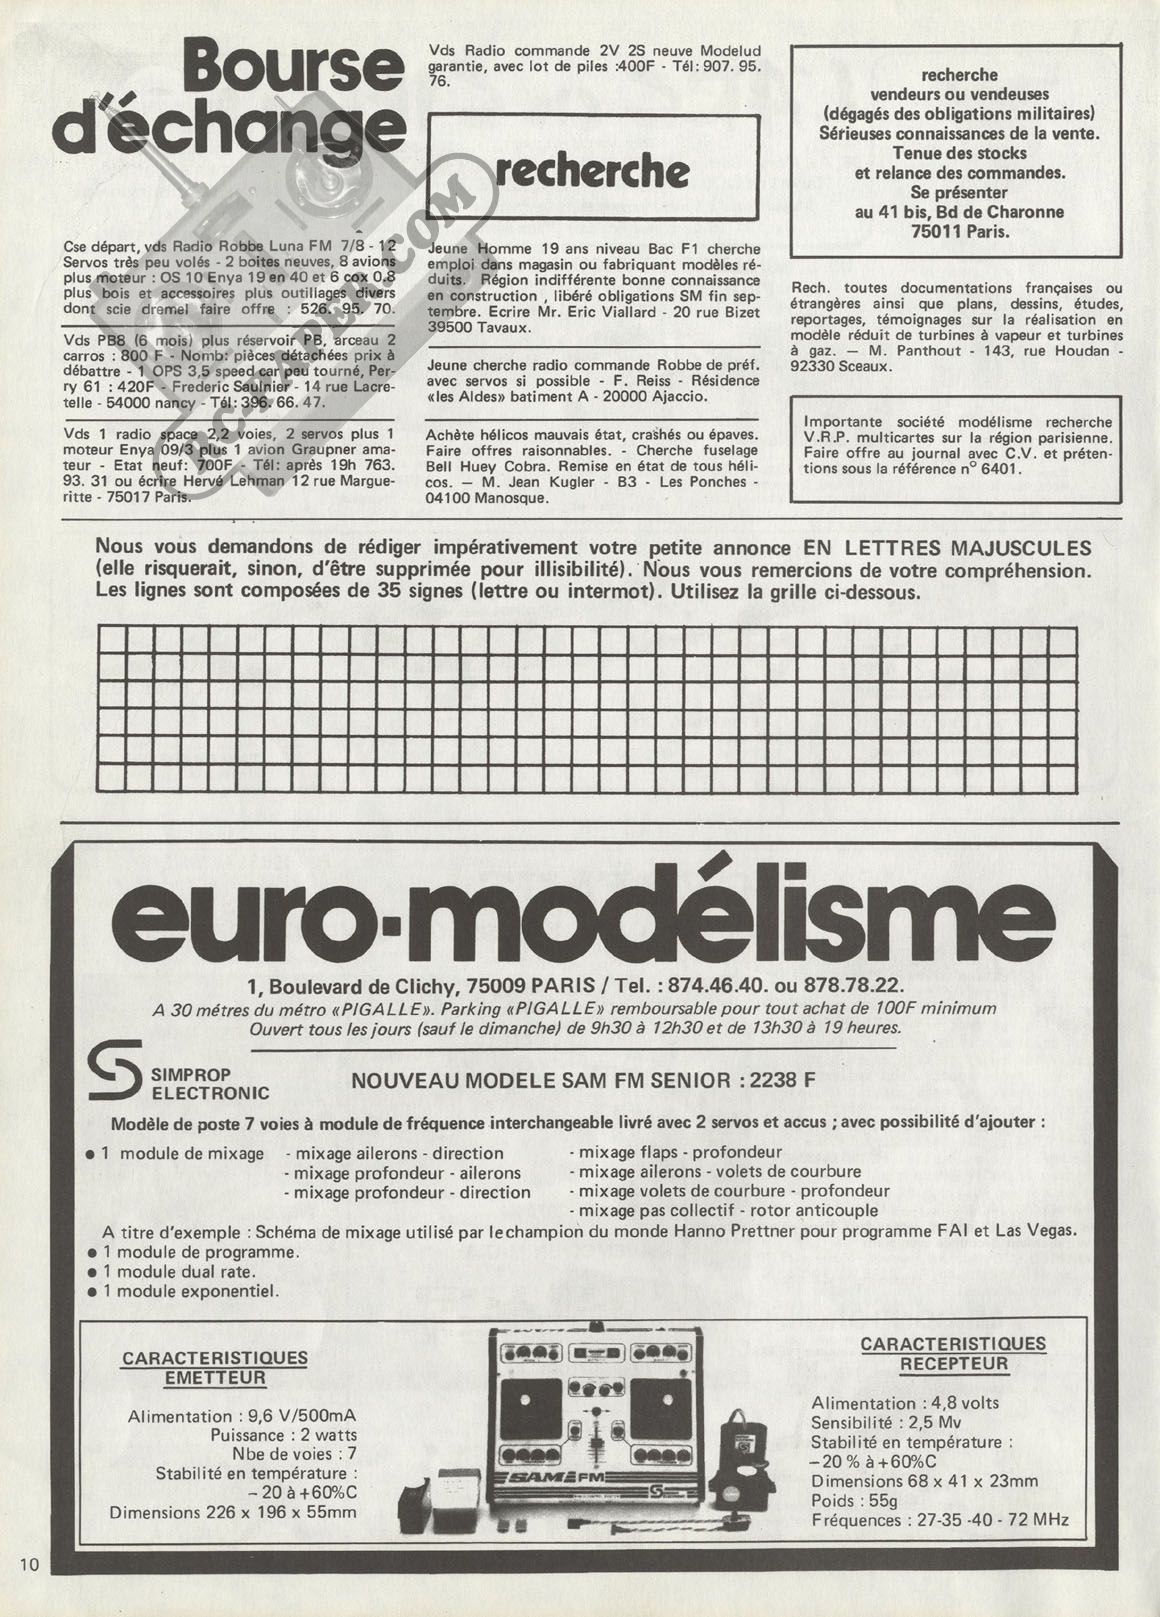 Bourse
d'échange
Cse départ, vds Radio Robbe Luna FM 7/8 - 12
Servos très peu volés - 2 boites neuves, 8 avions
plus moteur : OS 10 Enya 19 en 40 et 6 cox 0.8
plus bois et accessoires plus outillages divers
dont scie dremel faire offre : 526. 95. 70.
Vds PB8 (6 mois) plus réservoir PB, arceau 2
carros : 800 F - Nomb: pièces détachées prix à
débattre - 1 OPS 3,5 speed car peu tourné, Per-
ry 61 : 420F - Frederic Saulnier - 14 rue Lacre-
telle - 54000 nancy - Tél: 396. 66. 47.
Vds 1 radio space 2,2 voies, 2 servos plus 1
moteur Enya 09/3 plus 1 avion Graupner ama-
teur - Etat neuf: 700F - Tél: après 19h 763.
93. 31 ou écrire Hervé Lehman 12 rue Margue-
ritte - 75017 Paris.
Vds Radio commande 2V 2S neuve Modelud
garantie, avec lot de piles :400F - Tél: 907. 95.
76.
recherche
Jeune Homme 19 ans niveau Bac F1 cherche
emploi dans magasin ou fabriquant modèles ré-
duits. Région indifférente bonne connaissance
en construction , libéré obligations SM fin sep-
tembre. Ecrire Mr. Eric Viallard - 20 rue Bizet
39500 Tavaux.
Jeune cherche radio commande Robbe de préf.
avec servos si possible - F. Reiss - Résidence
«les Aldes» batiment A - 20000 Ajaccio.
Achète hélicos mauvais état, crashés ou épaves.
Faire offres raisonnables. - Cherche fuselage
Bell Huey Cobra. Remise en état de tous héli-
cos. — M. Jean Kugler - B3 - Les Ponches -
04100 Manosque.
recherche
vendeurs ou vendeuses
(dégagés des obligations militaires)
Sérieuses connaissances de la vente.
Tenue des stocks
et relance des commandes.
Se présenter
au 41 bis, Bd de Charonne
75011 Paris.
Rech. toutes documentations françaises ou
étrangères ainsi que plans, dessins, études,
reportages, témoignages sur la réalisation en
modèle réduit de turbines à vapeur et turbines
à gaz. — M. Panthout - 143, rue Houdan -
92330 Sceaux.
Importante société modélisme recherche
V.R.P. multicartes sur la région parisienne.
Faire offre au journal avec C.V. et préten-
tions sous la référence n° 6401.
RC-PAPER.COM
Nous vous demandons de rédiger impérativement votre petite annonce EN LETTRES MAJUSCULES
(elle risquerait, sinon, d'être supprimée pour illisibilité). Nous vous remercions de votre compréhension.
Les lignes sont composées de 35 signes (lettre ou intermot). Utilisez la grille ci-dessous.
euro-modélisme
1, Boulevard de Clichy, 75009 PARIS / Tel. : 874.46.40. ou 878.78.22.
A 30 métres du métro «PIGALLE». Parking «PIGALLE» remboursable pour tout achat de 100F minimum
Ouvert tous les jours (sauf le dimanche) de 9h30 à 12h30 et de 13h30 à 19 heures.
SIMPROP
ELECTRONIC
NOUVEAU MODELE SAM FM SENIOR : 2238 F
Modèle de poste 7 voies à module de fréquence interchangeable livré avec 2 servos et accus ; avec possibilité d'ajouter :
● 1 module de mixage - mixage ailerons - direction
- mixage profondeur - ailerons
- mixage profondeur - direction
- mixage flaps - profondeur
- mixage ailerons - volets de courbure
- mixage volets de courbure - profondeur
- mixage pas collectif - rotor anticouple
A titre d'exemple : Schéma de mixage utilisé par le champion du monde Hanno Prettner pour programme FAI et Las Vegas.
● 1 module de programme.
● 1 module dual rate.
● 1 module exponentiel.
CARACTERISTIQUES
EMETTEUR
Alimentation : 9,6 V/500mA
Puissance : 2 watts
Nbe de voies : 7
Stabilité en température :
– 20 à +60%C
Dimensions 226 x 196 x 55mm
SAM FM
CARACTERISTIQUES
RECEPTEUR
Alimentation : 4,8 volts
Sensibilité : 2,5 Mv
Stabilité en température :
– 20 % à +60%C
Dimensions 68 x 41 x 23mm
Poids : 55g
Fréquences : 27-35 -40 - 72 MHz
10